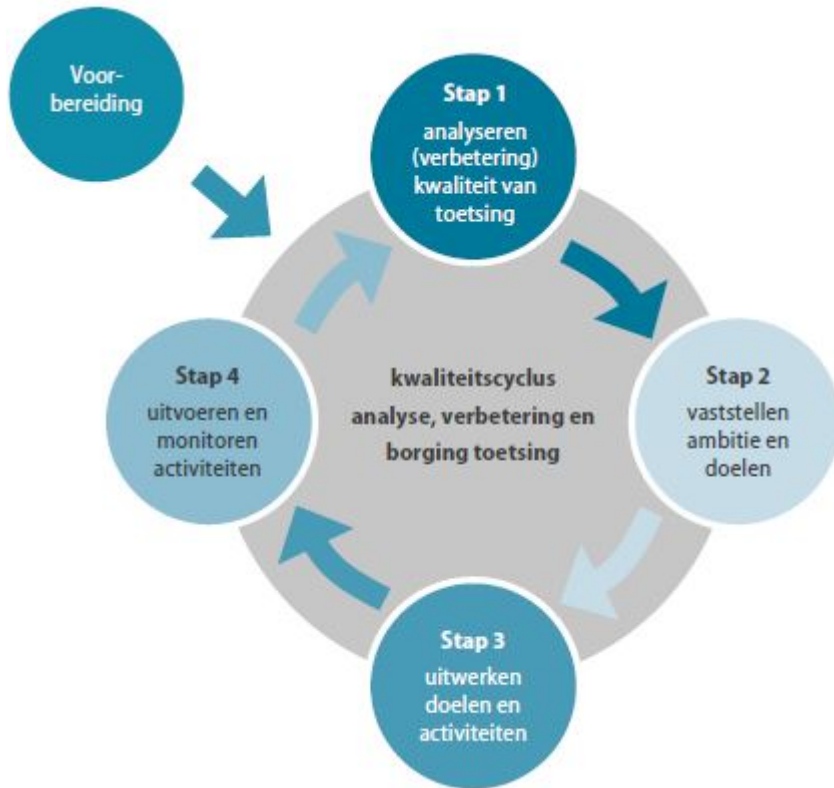 Voor-
bereiding
Stap 1
analyseren
(verbetering)
kwaliteit van
toetsing
Stap 2
vaststellen
ambitie en
doelen
Stap 3
uitwerken
doelen en
activiteiten
Stap 4
uitvoeren en
monitoren
activiteiten
kwaliteitscyclus
analyse, verbetering en
borging toetsing